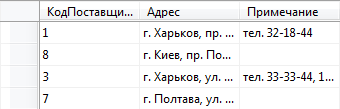 КодПоставщи... Адрес Примечание
1 г. Харьков, пр. ... тел. 32-18-44
8 г. Киев, пр. По...
3 г. Харьков, ул. ... тел. 33-33-44, 1...
7 г. Полтава, ул. ...